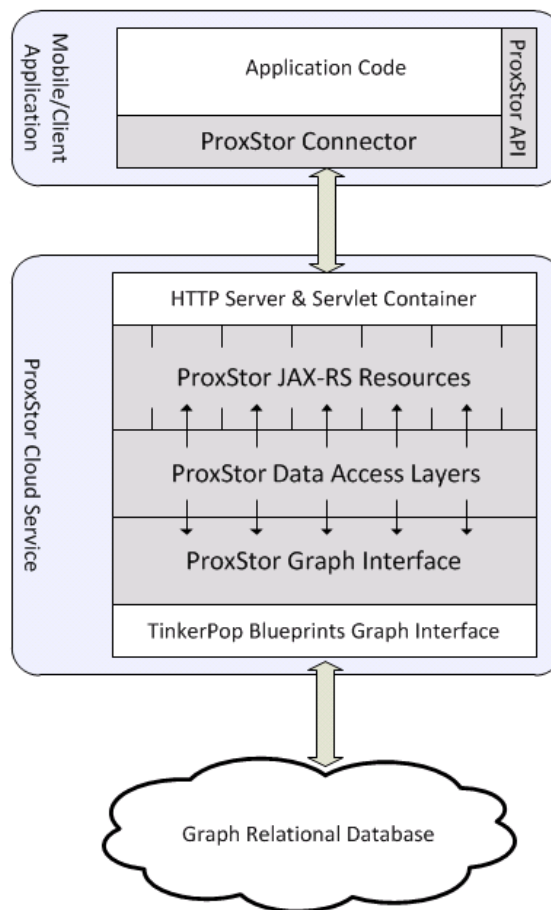 Mobile/Client
Application
Application Code
ProxStor API
ProxStor Connector
ProxStor Cloud Service
HTTP Server & Servlet Container
ProxStor JAX-RS Resources
ProxStor Data Access Layers
ProxStor Graph Interface
TinkerPop Blueprints Graph Interface
Graph Relational Database